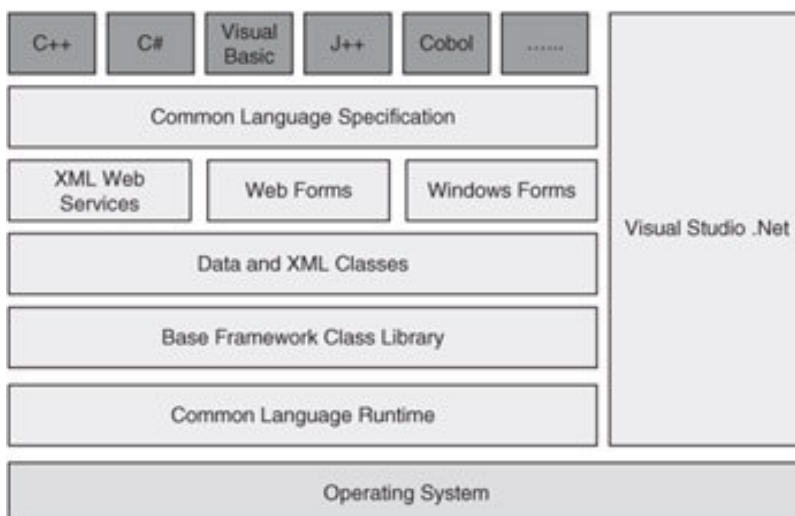 C++
C#
Visual
Basic
J++
Cobol
......
Common Language Specification
XML Web
Services
Web Forms
Windows Forms
Visual Studio .Net
Data and XML Classes
Base Framework Class Library
Common Language Runtime
Operating System